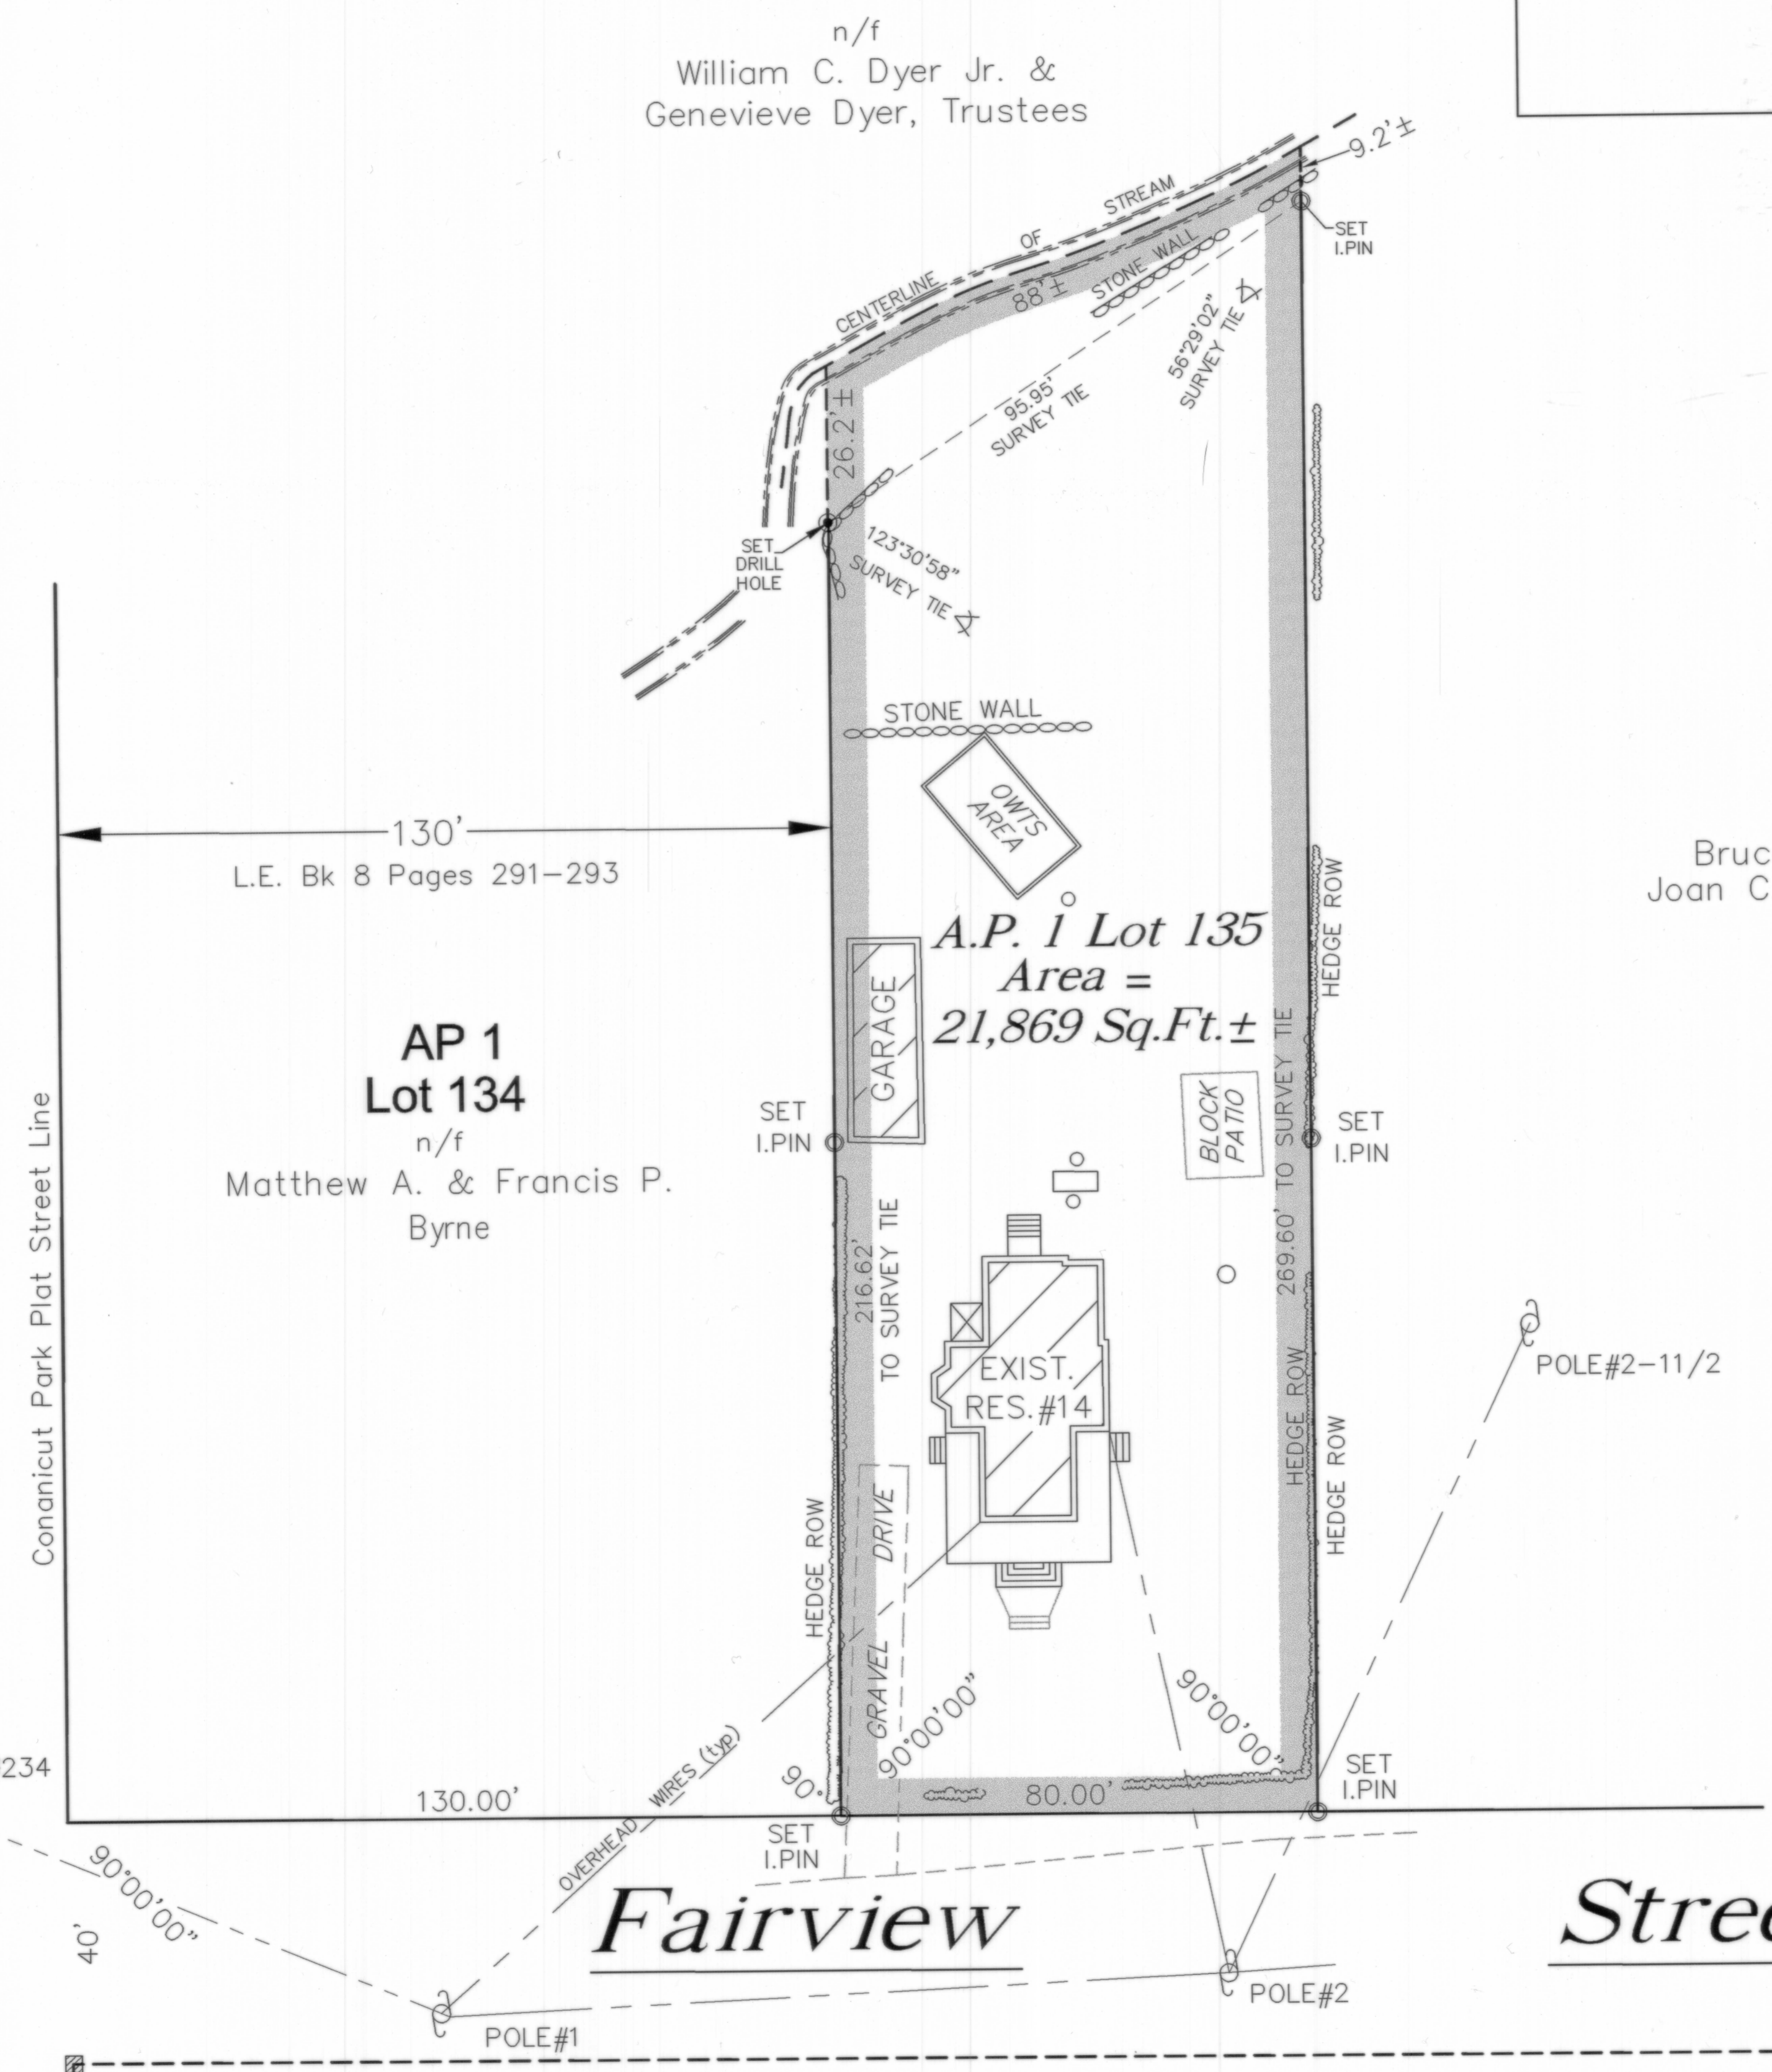 n/f
William C. Dyer Jr. &
Genevieve Dyer, Trustees
9.2'±
CENTERLINE OF STREAM
SET
I.PIN
STONE WALL
88'±
56°29'02"
SURVEY TIE
95.95'
SURVEY TIE
26.2'±
SET
DRILL
HOLE
123°30'58"
SURVEY TIE
STONE WALL
OWTS
AREA
130'
L.E. Bk 8 Pages 291-293
Bruc
Joan C
HEDGE ROW
A.P. 1 Lot 135
Area =
21,869 Sq.Ft.±
GARAGE
AP 1
Lot 134
n/f
Matthew A. & Francis P.
Byrne
Conanicut Park Plat Street Line
SET
I.PIN
BLOCK
PATIO
SET
I.PIN
216.62'
TO SURVEY TIE
269.60' TO SURVEY TIE
EXIST.
RES.#14
POLE#2-11/2
HEDGE ROW
HEDGE ROW
HEDGE ROW
GRAVEL DRIVE
90°00'00"
90°00'00"
234
130.00'
OVERHEAD WIRES (typ)
90°
80.00'
SET
I.PIN
SET
I.PIN
90°00'00"
40'
Fairview
Stree
POLE#2
POLE#1